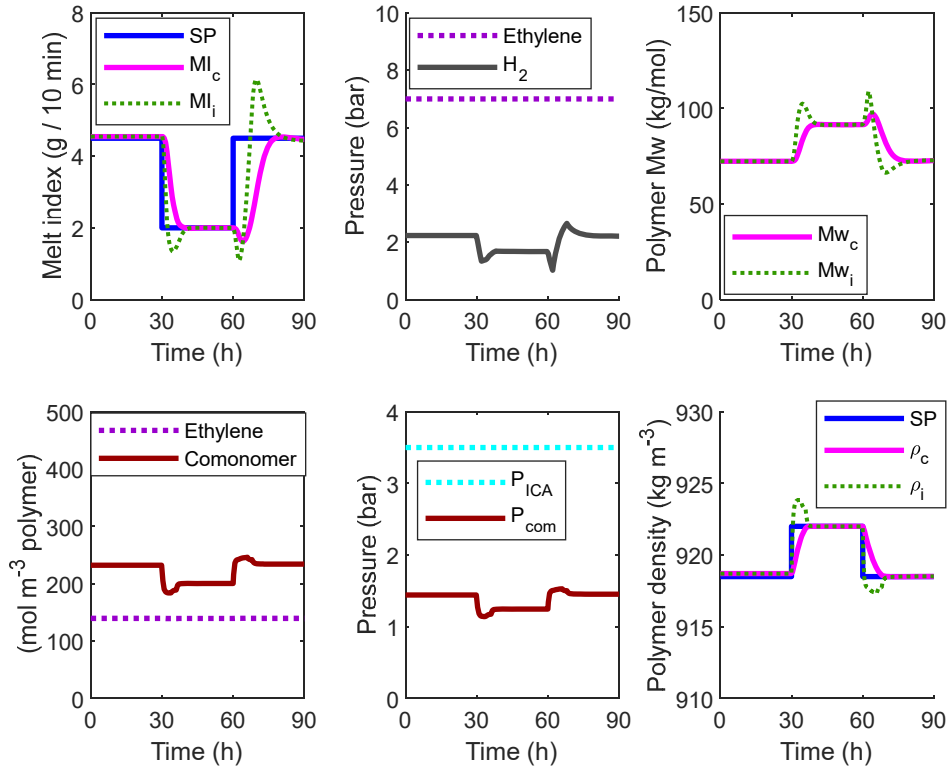 8
6
4
2
0
Melt index (g / 10 min)
SP
MI_c
MI_i
0 30 60 90
Time (h)
10
8
6
4
2
0
Pressure (bar)
Ethylene
H_2
0 30 60 90
Time (h)
150
100
50
0
Polymer Mw (kg/mol)
Mw_c
Mw_i
0 30 60 90
Time (h)
500
400
300
200
100
0
(mol m^-3 polymer)
Ethylene
Comonomer
0 30 60 90
Time (h)
4
3
2
1
0
Pressure (bar)
P_ICA
P_com
0 30 60 90
Time (h)
930
925
920
915
910
Polymer density (kg m^-3)
SP
ρ_c
ρ_i
0 30 60 90
Time (h)